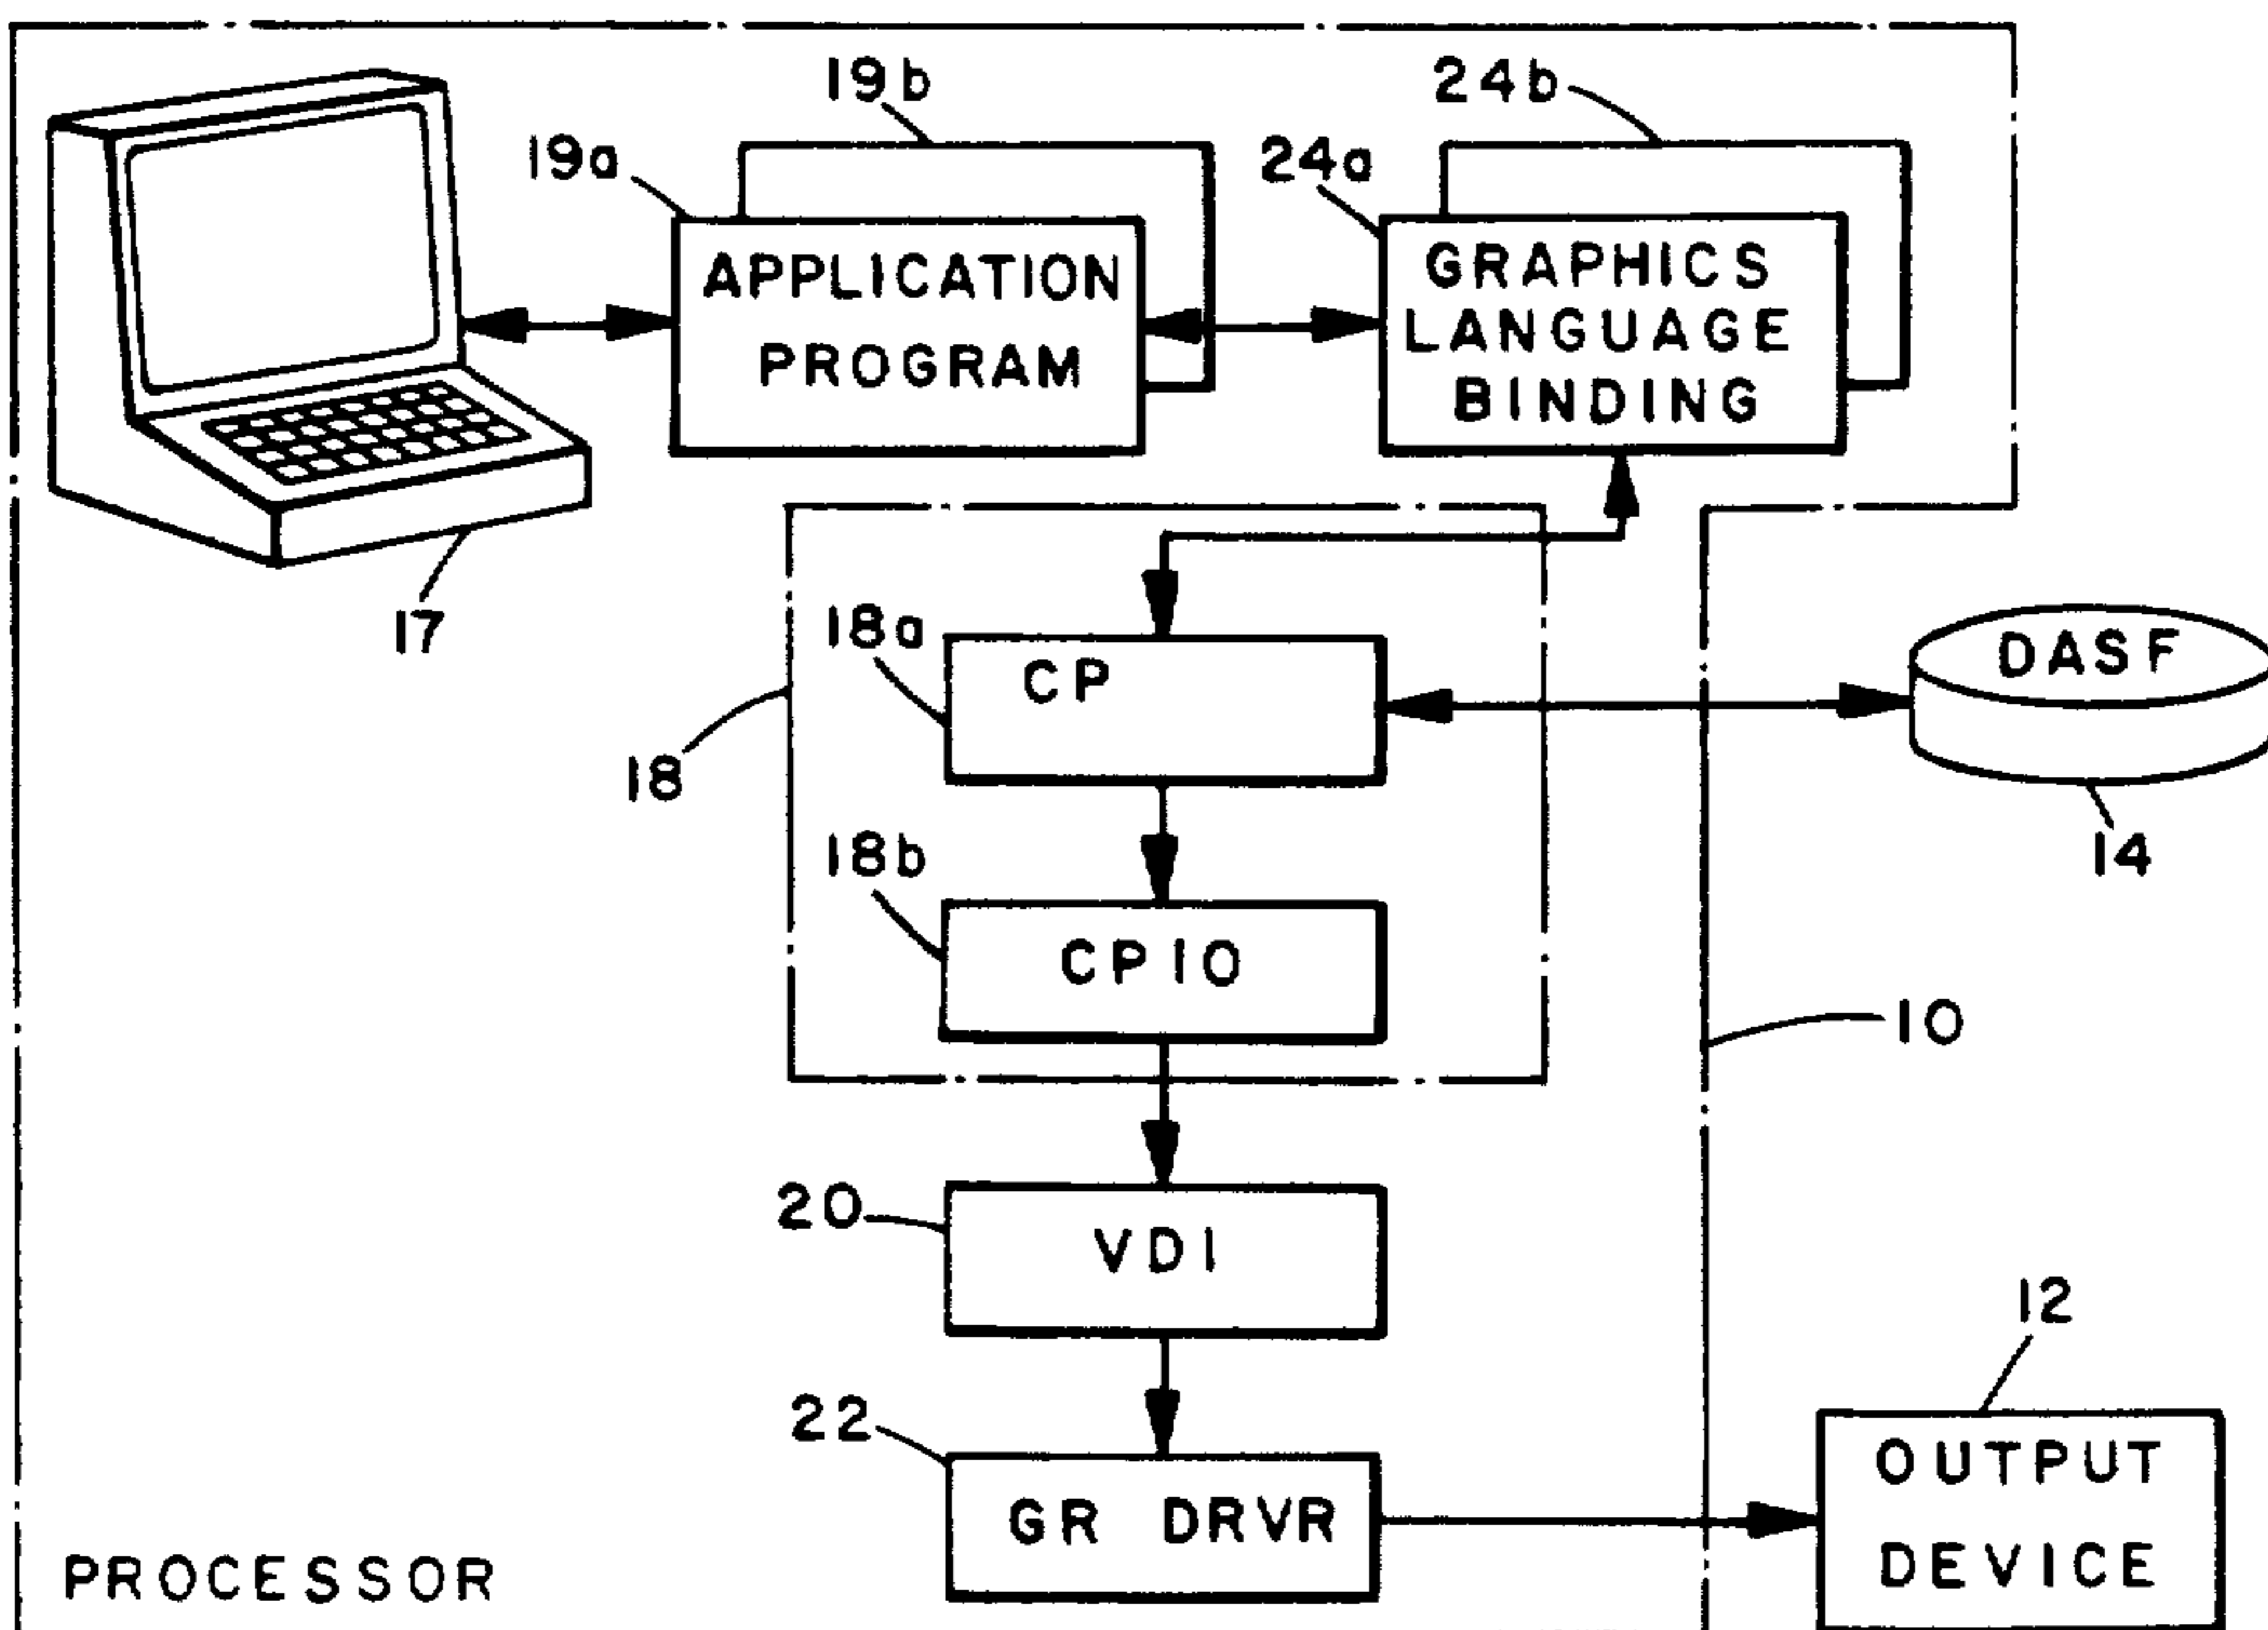 19b
24b
19a
24a
APPLICATION
PROGRAM
GRAPHICS
LANGUAGE
BINDING
17
18a
CP
DASF
18
14
18b
CPIO
10
20
VDI
12
22
GR DRVR
OUTPUT
DEVICE
PROCESSOR